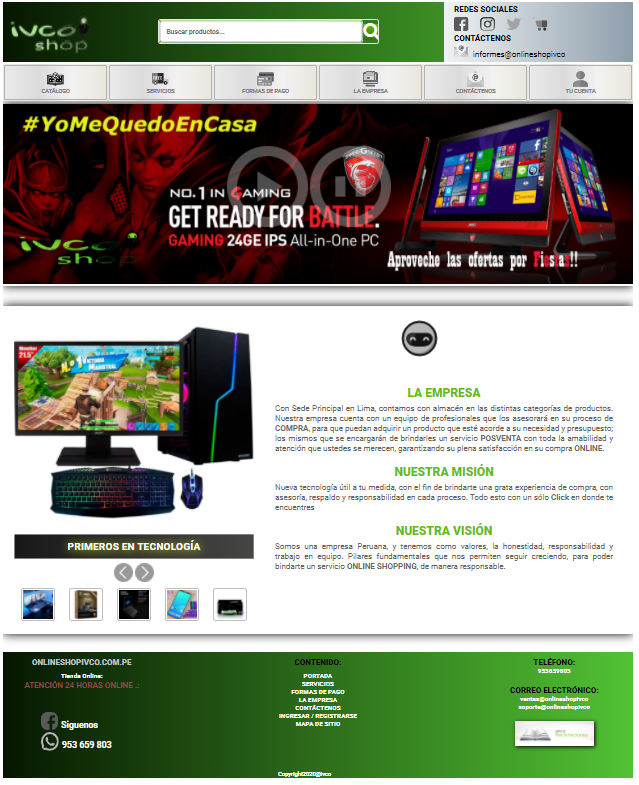 ivco
shop
Buscar productos...
REDES SOCIALES
CONTÁCTENOS
informes@onlineshopivco
CATÁLOGO
SERVICIOS
FORMAS DE PAGO
LA EMPRESA
CONTÁCTENOS
TU CUENTA
#YoMeQuedoEnCasa
NO.1 IN GAMING
GET READY FOR BATTLE.
GAMING 24GE IPS All-in-One PC
ivco
shop
Aproveche las ofertas por Fiestas!!
Monitor
21.5"
Nº1 VICTORIA
MAGISTRAL
LA EMPRESA
Con Sede Principal en Lima, contamos con almacén en las distintas categorías de productos.
Nuestra empresa cuenta con un equipo de profesionales que los asesorará en su proceso de
COMPRA, para que puedan adquirir un producto que esté acorde a su necesidad y presupuesto;
los mismos que se encargarán de brindarles un servicio POSVENTA con toda la amabilidad y
atención que ustedes se merecen, garantizando su plena satisfacción en su compra ONLINE.
NUESTRA MISIÓN
Nueva tecnología útil a tu medida, con el fin de brindarte una grata experiencia de compra, con
asesoría, respaldo y responsabilidad en cada proceso. Todo esto con un sólo Click en donde te
encuentres
NUESTRA VISIÓN
Somos una empresa Peruana, y tenemos como valores, la honestidad, responsabilidad y
trabajo en equipo. Pilares fundamentales que nos permiten seguir creciendo, para poder
bindarte un servicio ONLINE SHOPPING, de manera responsable.
PRIMEROS EN TECNOLOGÍA
ONLINESHOPIVCO.COM.PE
Tienda Online:
ATENCIÓN 24 HORAS ONLINE .:
Síguenos
953 659 803
CONTENIDO:
PORTADA
SERVICIOS
FORMAS DE PAGO
LA EMPRESA
CONTÁCTENOS
INGRESAR / REGISTRARSE
MAPA DE SITIO
TELÉFONO:
953659803
CORREO ELECTRÓNICO:
ventas@onlineshopivco
soporte@onlineshopivco
Copyright2020@ivco